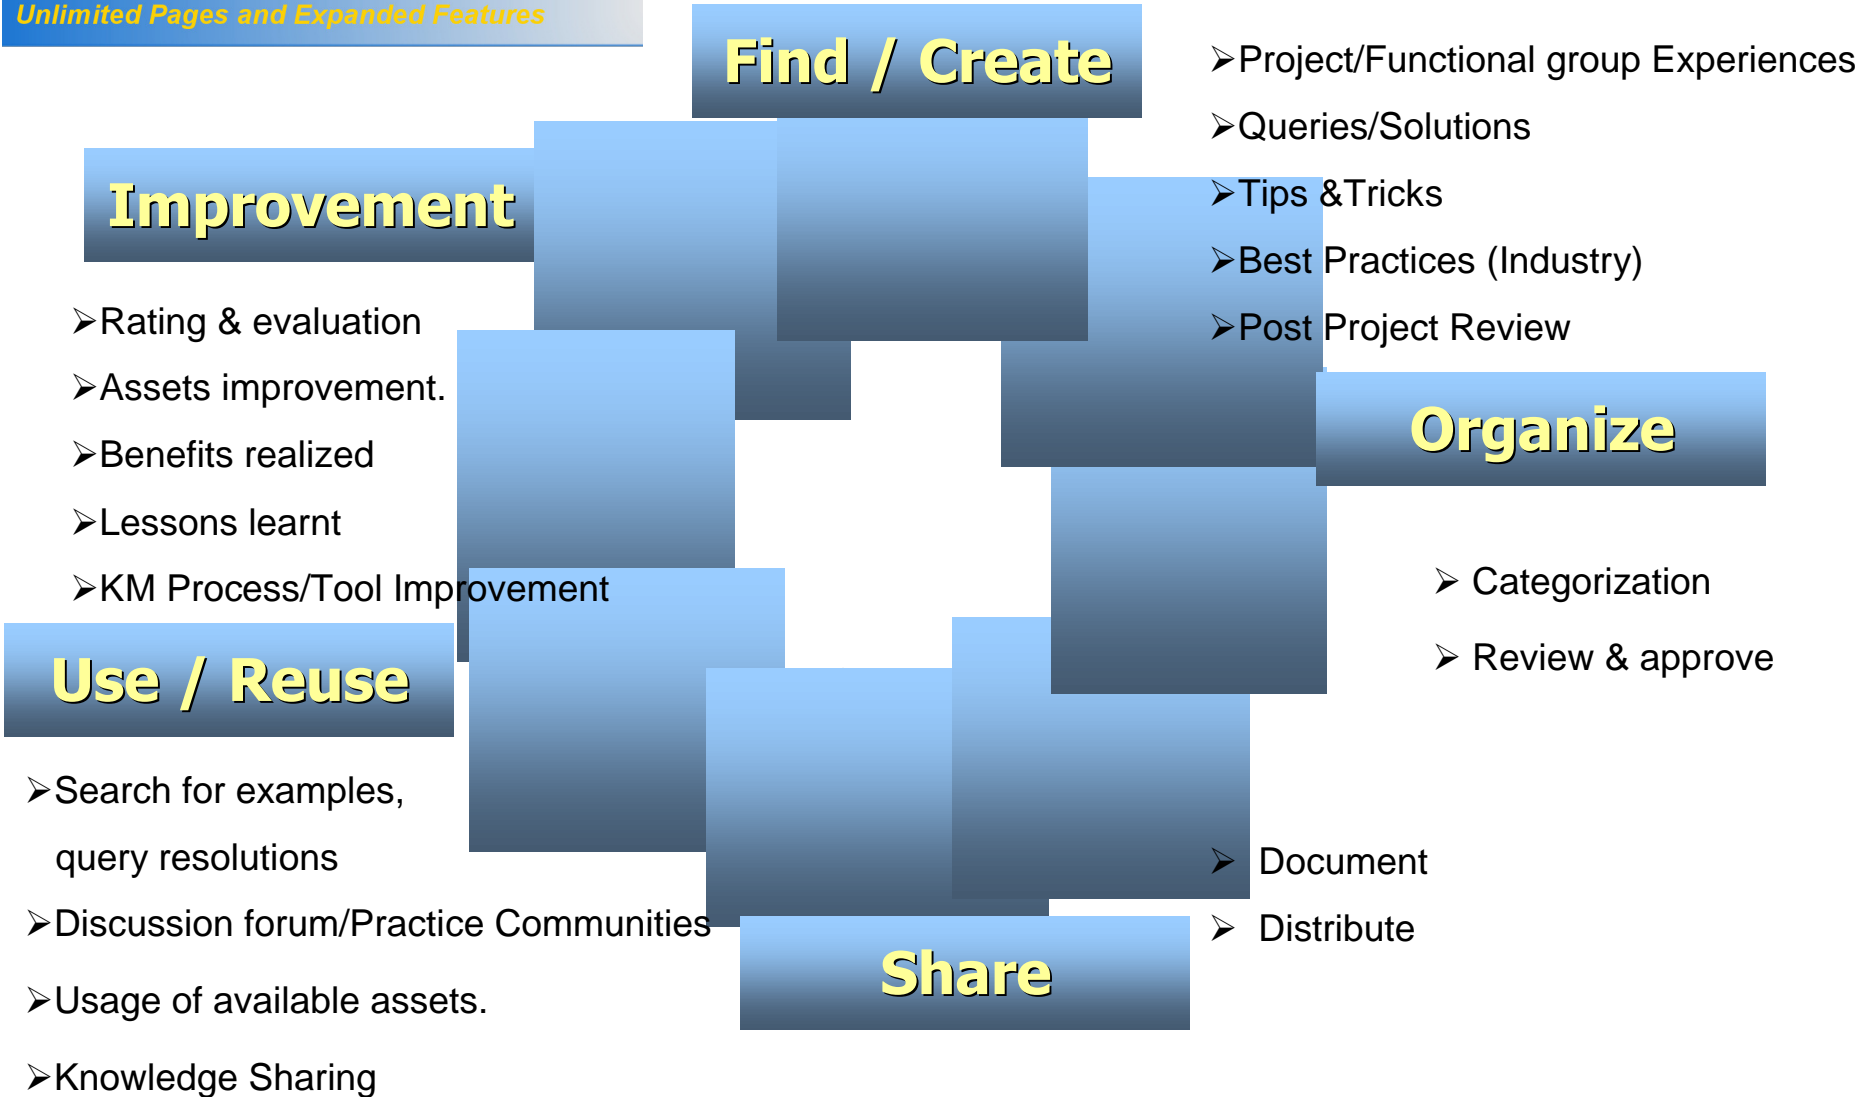 Unlimited Pages and Expanded Features
Find / Create
➢Project/Functional group Experiences
➢Queries/Solutions
➢Tips &Tricks
➢Best Practices (Industry)
➢Post Project Review
Organize
➢ Categorization
➢ Review & approve
➢ Document
➢ Distribute
Share
Improvement
➢Rating & evaluation
➢Assets improvement.
➢Benefits realized
➢Lessons learnt
➢KM Process/Tool Improvement
Use / Reuse
➢Search for examples,
query resolutions
➢Discussion forum/Practice Communities
➢Usage of available assets.
➢Knowledge Sharing